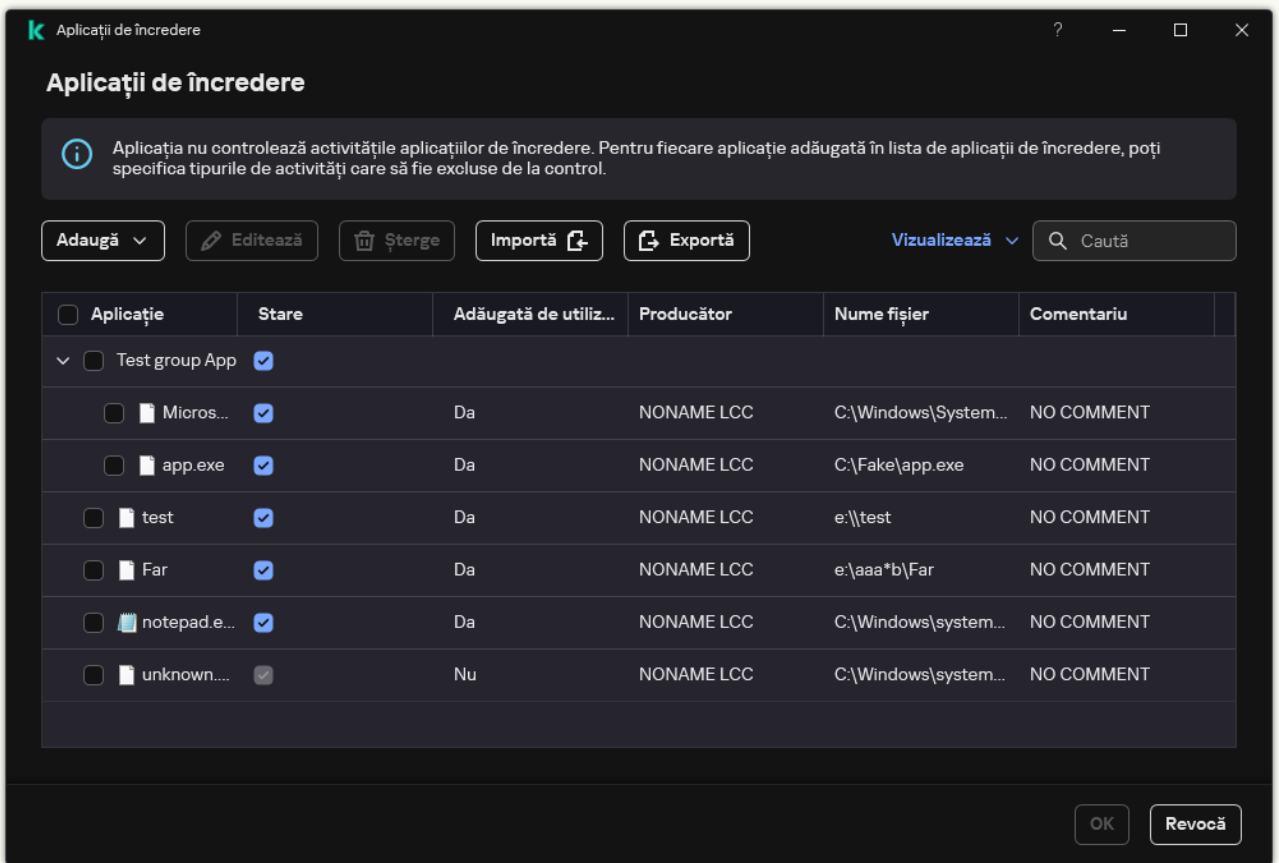 Aplicații de încredere
?
Aplicații de încredere
Aplicația nu controlează activitățile aplicațiilor de încredere. Pentru fiecare aplicație adăugată în lista de aplicații de încredere, poți
specifica tipurile de activități care să fie excluse de la control.
Adaugă Editează Șterge Importă Exportă Vizualizează Caută
Aplicație Stare Adăugată de utiliz... Producător Nume fișier Comentariu
Test group App
Micros... Da NONAME LCC C:\Windows\System... NO COMMENT
app.exe Da NONAME LCC C:\Fake\app.exe NO COMMENT
test Da NONAME LCC e:\\test NO COMMENT
Far Da NONAME LCC e:\aaa*b\Far NO COMMENT
notepad.e... Da NONAME LCC C:\Windows\system... NO COMMENT
unknown.... Nu NONAME LCC C:\Windows\system... NO COMMENT
OK Revocă